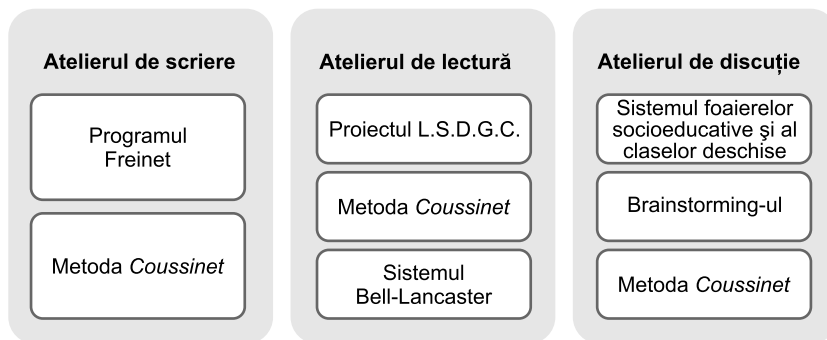 Atelierul de scriere
Programul
Freinet
Metoda Coussinet
Atelierul de lectură
Proiectul L.S.D.G.C.
Metoda Coussinet
Sistemul
Bell-Lancaster
Atelierul de discuție
Sistemul foaierelor
socioeducative şi al
claselor deschise
Brainstorming-ul
Metoda Coussinet